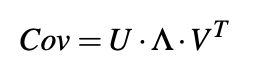 Cov = U · Λ · V^T